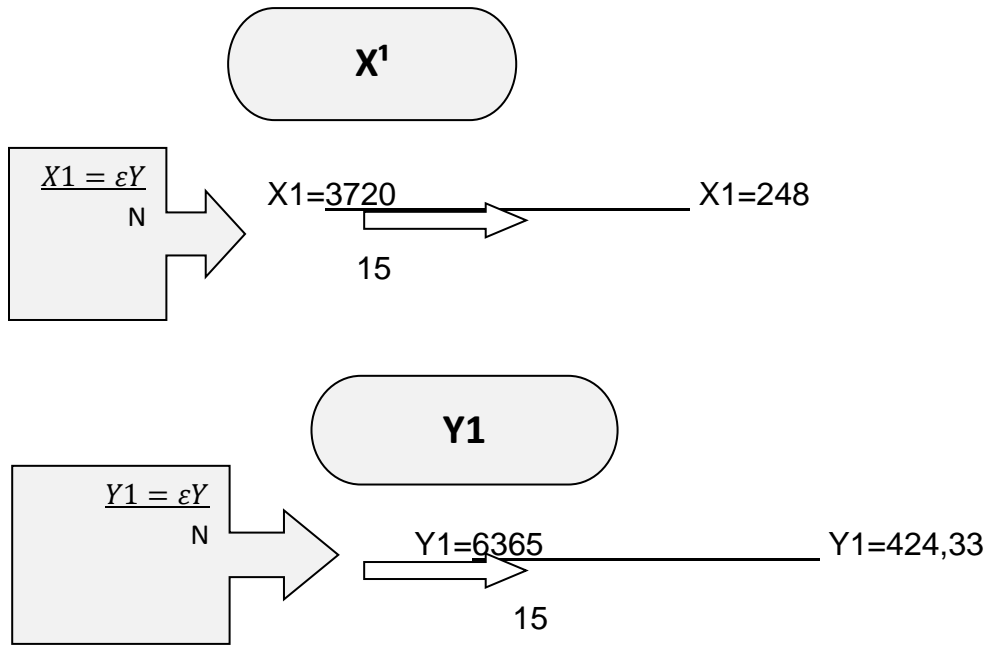 X¹
X1 = εY
N
X1=3720
X1=248
15
Y1
Y1 = εY
N
Y1=6365
Y1=424,33
15